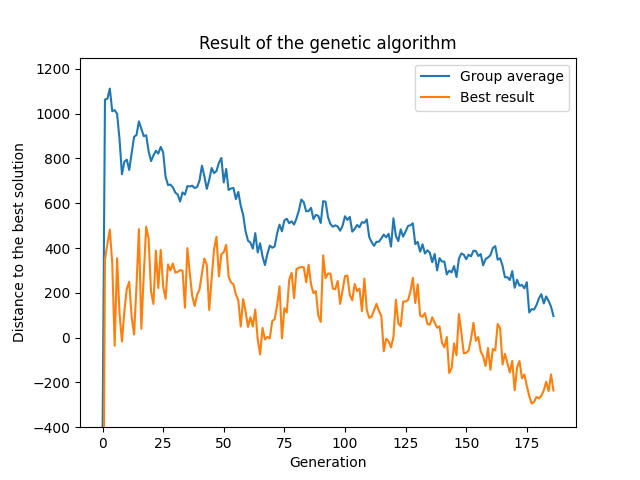 Result of the genetic algorithm
Group average
Best result
Distance to the best solution
1200
1000
800
600
400
200
0
−200
−400
0 25 50 75 100 125 150 175
Generation